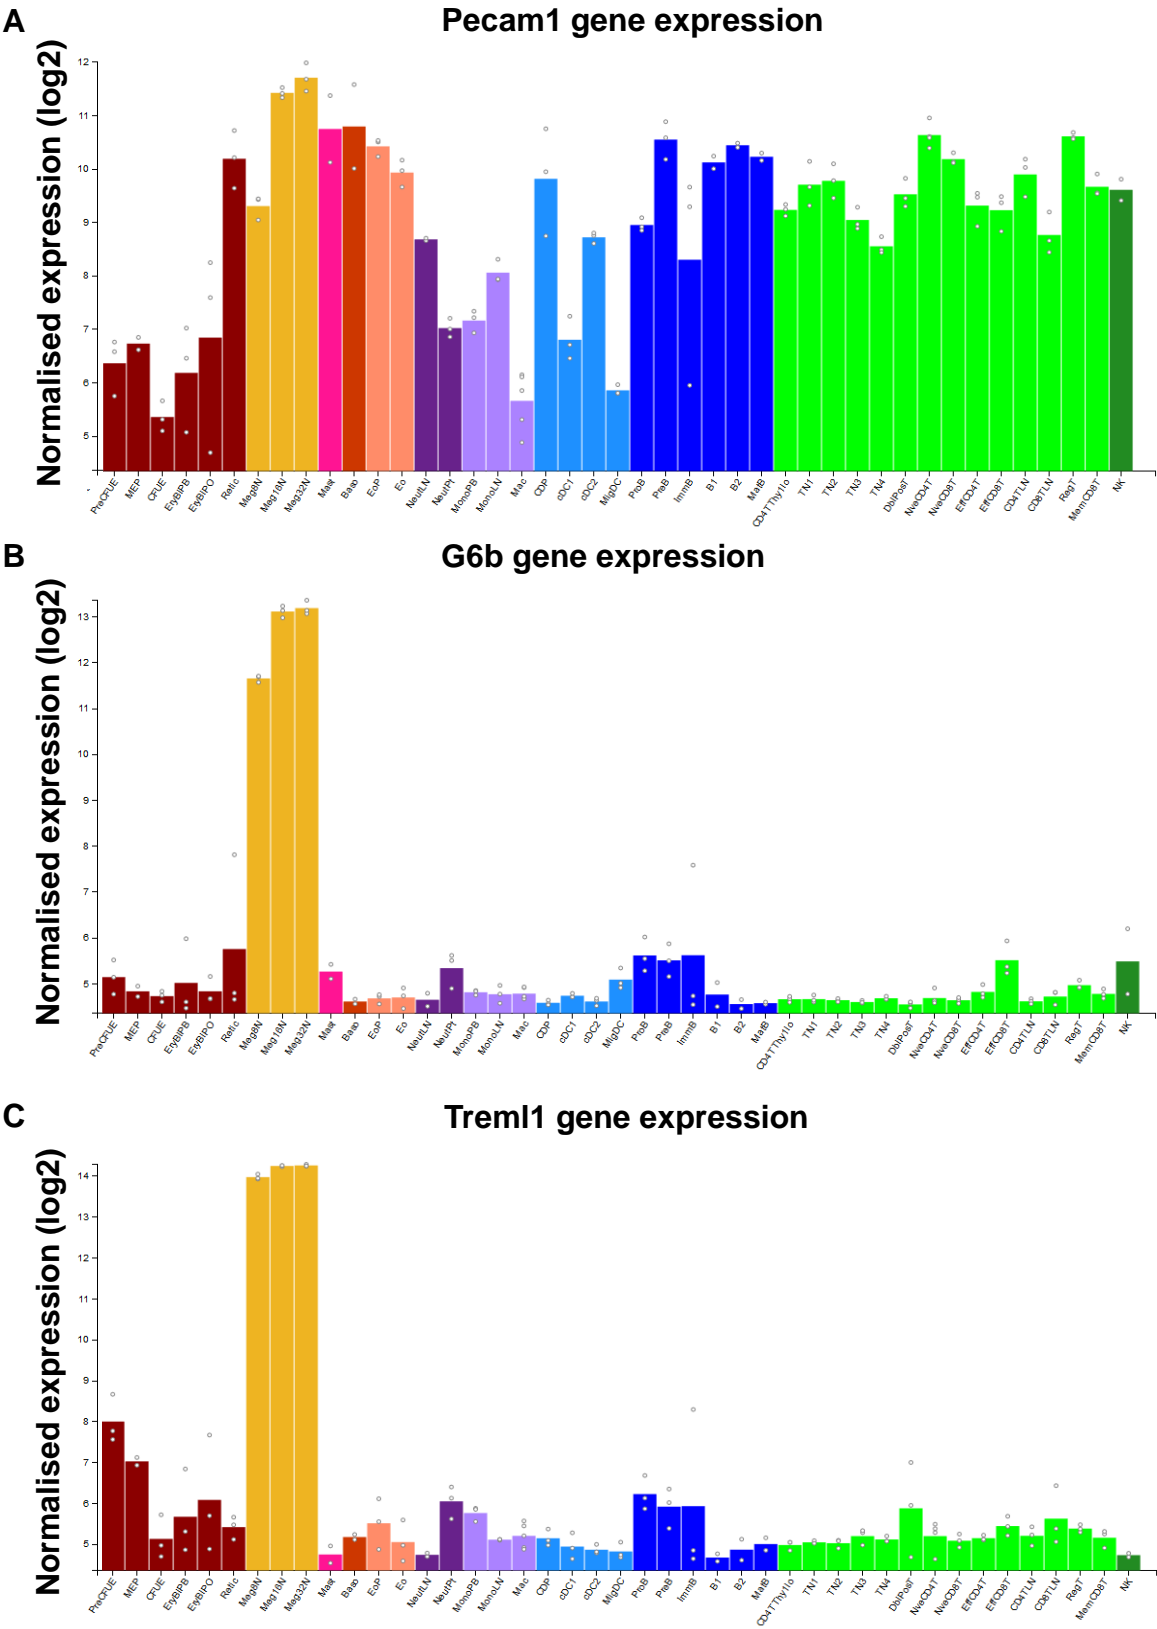 A
Pecam1 gene expression
Normalised expression (log2)
12
11
10
9
8
7
6
5
PreCFUE MEP CFUE EryBlPB EryBlPO Retic Meg8N Meg16N Meg32N Mast Baso EoP Eo NeutLN NeutPt MonoPB MonoLN Mac CDP cDC1 cDC2 MigDC ProB PreB ImmB B1 B2 MatB CD4TThy1lo TN1 TN2 TN3 TN4 DblPosT NveCD4T NveCD8T EffCD4T EffCD8T CD4TLN CD8TLN RegT MemCD8T NK
B
G6b gene expression
Normalised expression (log2)
13
12
11
10
9
8
7
6
5
PreCFUE MEP CFUE EryBlPB EryBlPO Retic Meg8N Meg16N Meg32N Mast Baso EoP Eo NeutLN NeutPt MonoPB MonoLN Mac CDP cDC1 cDC2 MigDC ProB PreB ImmB B1 B2 MatB CD4TThy1lo TN1 TN2 TN3 TN4 DblPosT NveCD4T NveCD8T EffCD4T EffCD8T CD4TLN CD8TLN RegT MemCD8T NK
C
Treml1 gene expression
Normalised expression (log2)
14
13
12
11
10
9
8
7
6
5
PreCFUE MEP CFUE EryBlPB EryBlPO Retic Meg8N Meg16N Meg32N Mast Baso EoP Eo NeutLN NeutPt MonoPB MonoLN Mac CDP cDC1 cDC2 MigDC ProB PreB ImmB B1 B2 MatB CD4TThy1lo TN1 TN2 TN3 TN4 DblPosT NveCD4T NveCD8T EffCD4T EffCD8T CD4TLN CD8TLN RegT MemCD8T NK